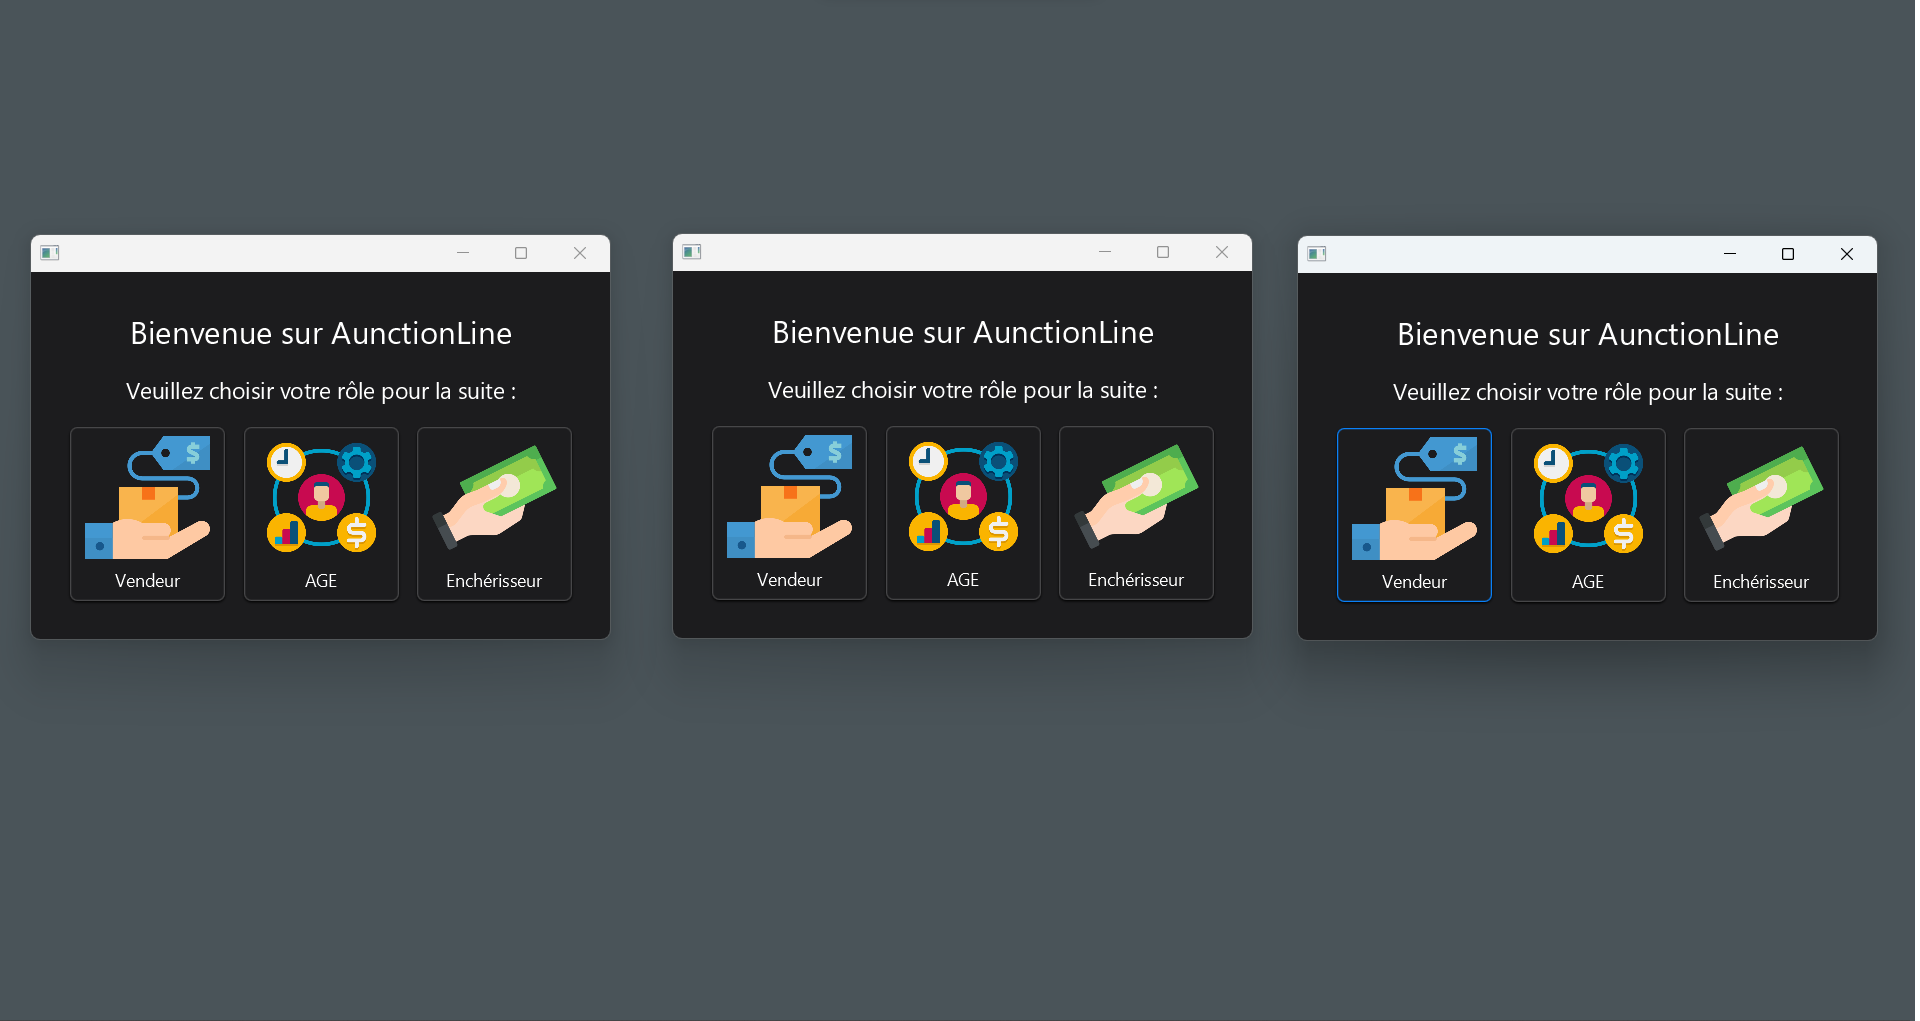 Bienvenue sur AunctionLine
Veuillez choisir votre rôle pour la suite :
$
$
Vendeur
AGE
Enchérisseur
Bienvenue sur AunctionLine
Veuillez choisir votre rôle pour la suite :
$
$
Vendeur
AGE
Enchérisseur
Bienvenue sur AunctionLine
Veuillez choisir votre rôle pour la suite :
$
$
Vendeur
AGE
Enchérisseur